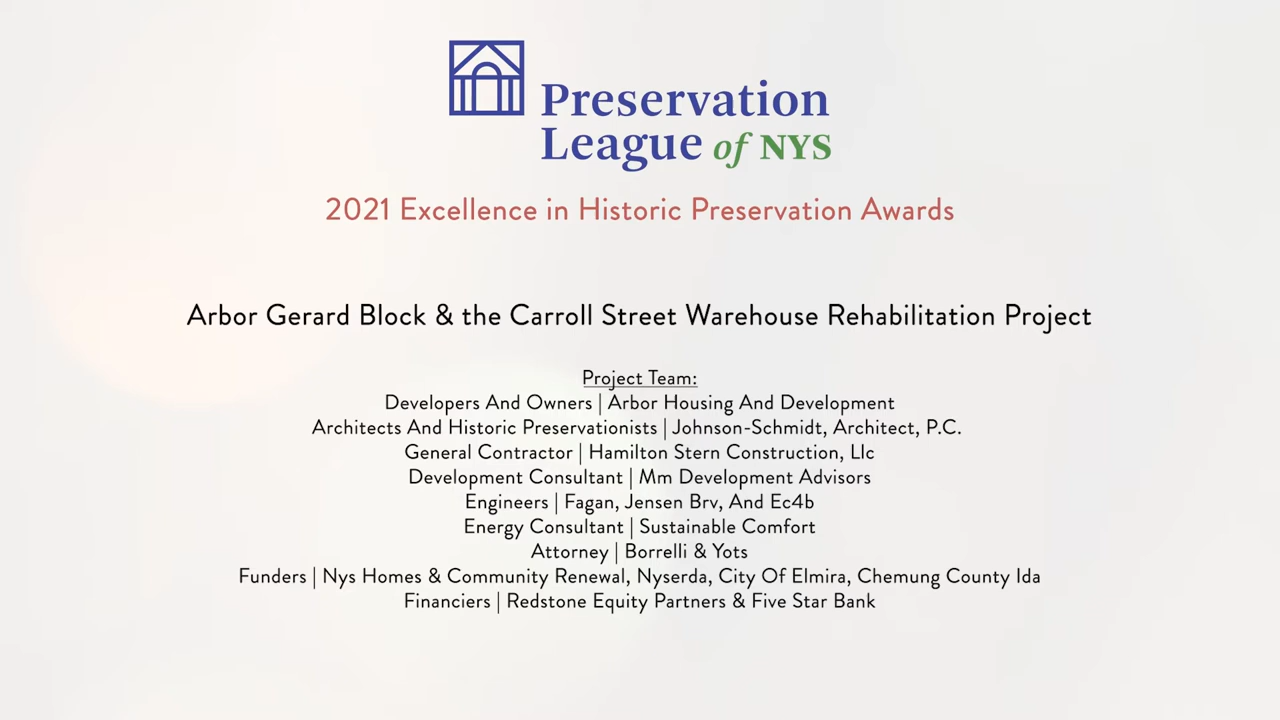 Preservation
League of NYS
2021 Excellence in Historic Preservation Awards
Arbor Gerard Block & the Carroll Street Warehouse Rehabilitation Project
Project Team:
Developers And Owners | Arbor Housing And Development
Architects And Historic Preservationists | Johnson-Schmidt, Architect, P.C.
General Contractor | Hamilton Stern Construction, Llc
Development Consultant | Mm Development Advisors
Engineers | Fagan, Jensen Brv, And Ec4b
Energy Consultant | Sustainable Comfort
Attorney | Borrelli & Yots
Funders | Nys Homes & Community Renewal, Nyserda, City Of Elmira, Chemung County Ida
Financiers | Redstone Equity Partners & Five Star Bank